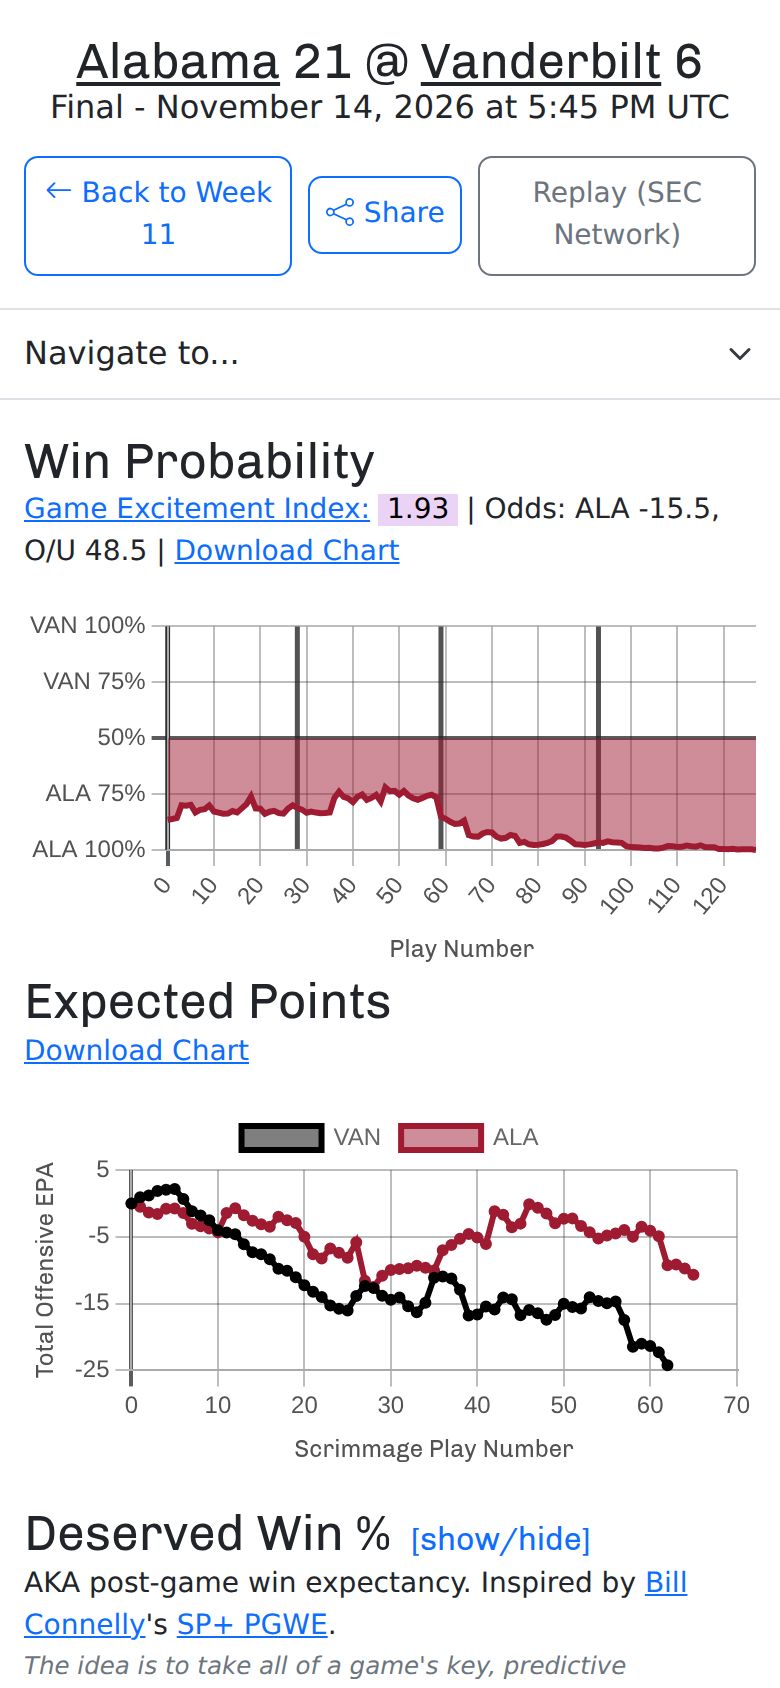 Alabama 21 @ Vanderbilt 6
Final - November 14, 2026 at 5:45 PM UTC
← Back to Week
11
Share
Replay (SEC
Network)
Navigate to...
Win Probability
Game Excitement Index: 1.93 | Odds: ALA -15.5,
O/U 48.5 | Download Chart
VAN 100%
VAN 75%
50%
ALA 75%
ALA 100%
0 10 20 30 40 50 60 70 80 90 100 110 120
Play Number
Expected Points
Download Chart
VAN ALA
Total Offensive EPA
5
-5
-15
-25
0 10 20 30 40 50 60 70
Scrimmage Play Number
Deserved Win % [show/hide]
AKA post-game win expectancy. Inspired by Bill
Connelly's SP+ PGWE.
The idea is to take all of a game's key, predictive